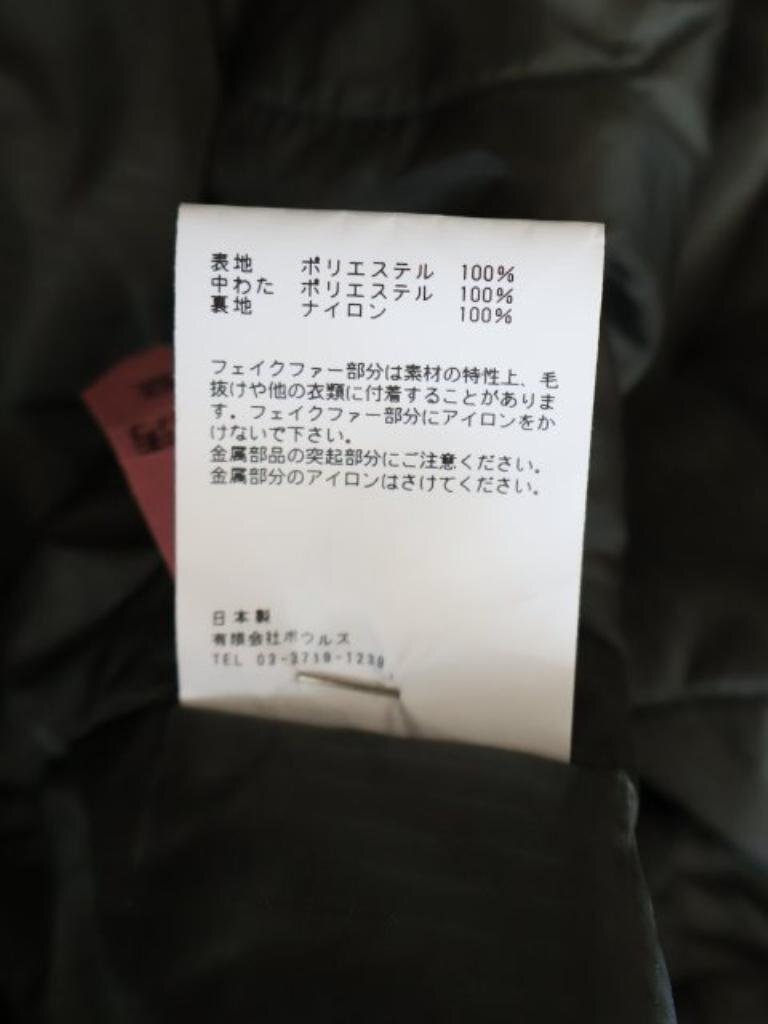 表地 ポリエステル 100%
中わた ポリエステル 100%
裏地 ナイロン 100%
フェイクファー部分は素材の特性上、毛
抜けや他の衣類に付着することがありま
す。フェイクファー部分にアイロンをか
けないで下さい。
金属部品の突起部分にご注意ください。
金属部分のアイロンはさけてください。
日本製
有限会社ボウルズ
TEL 03-3719-1239